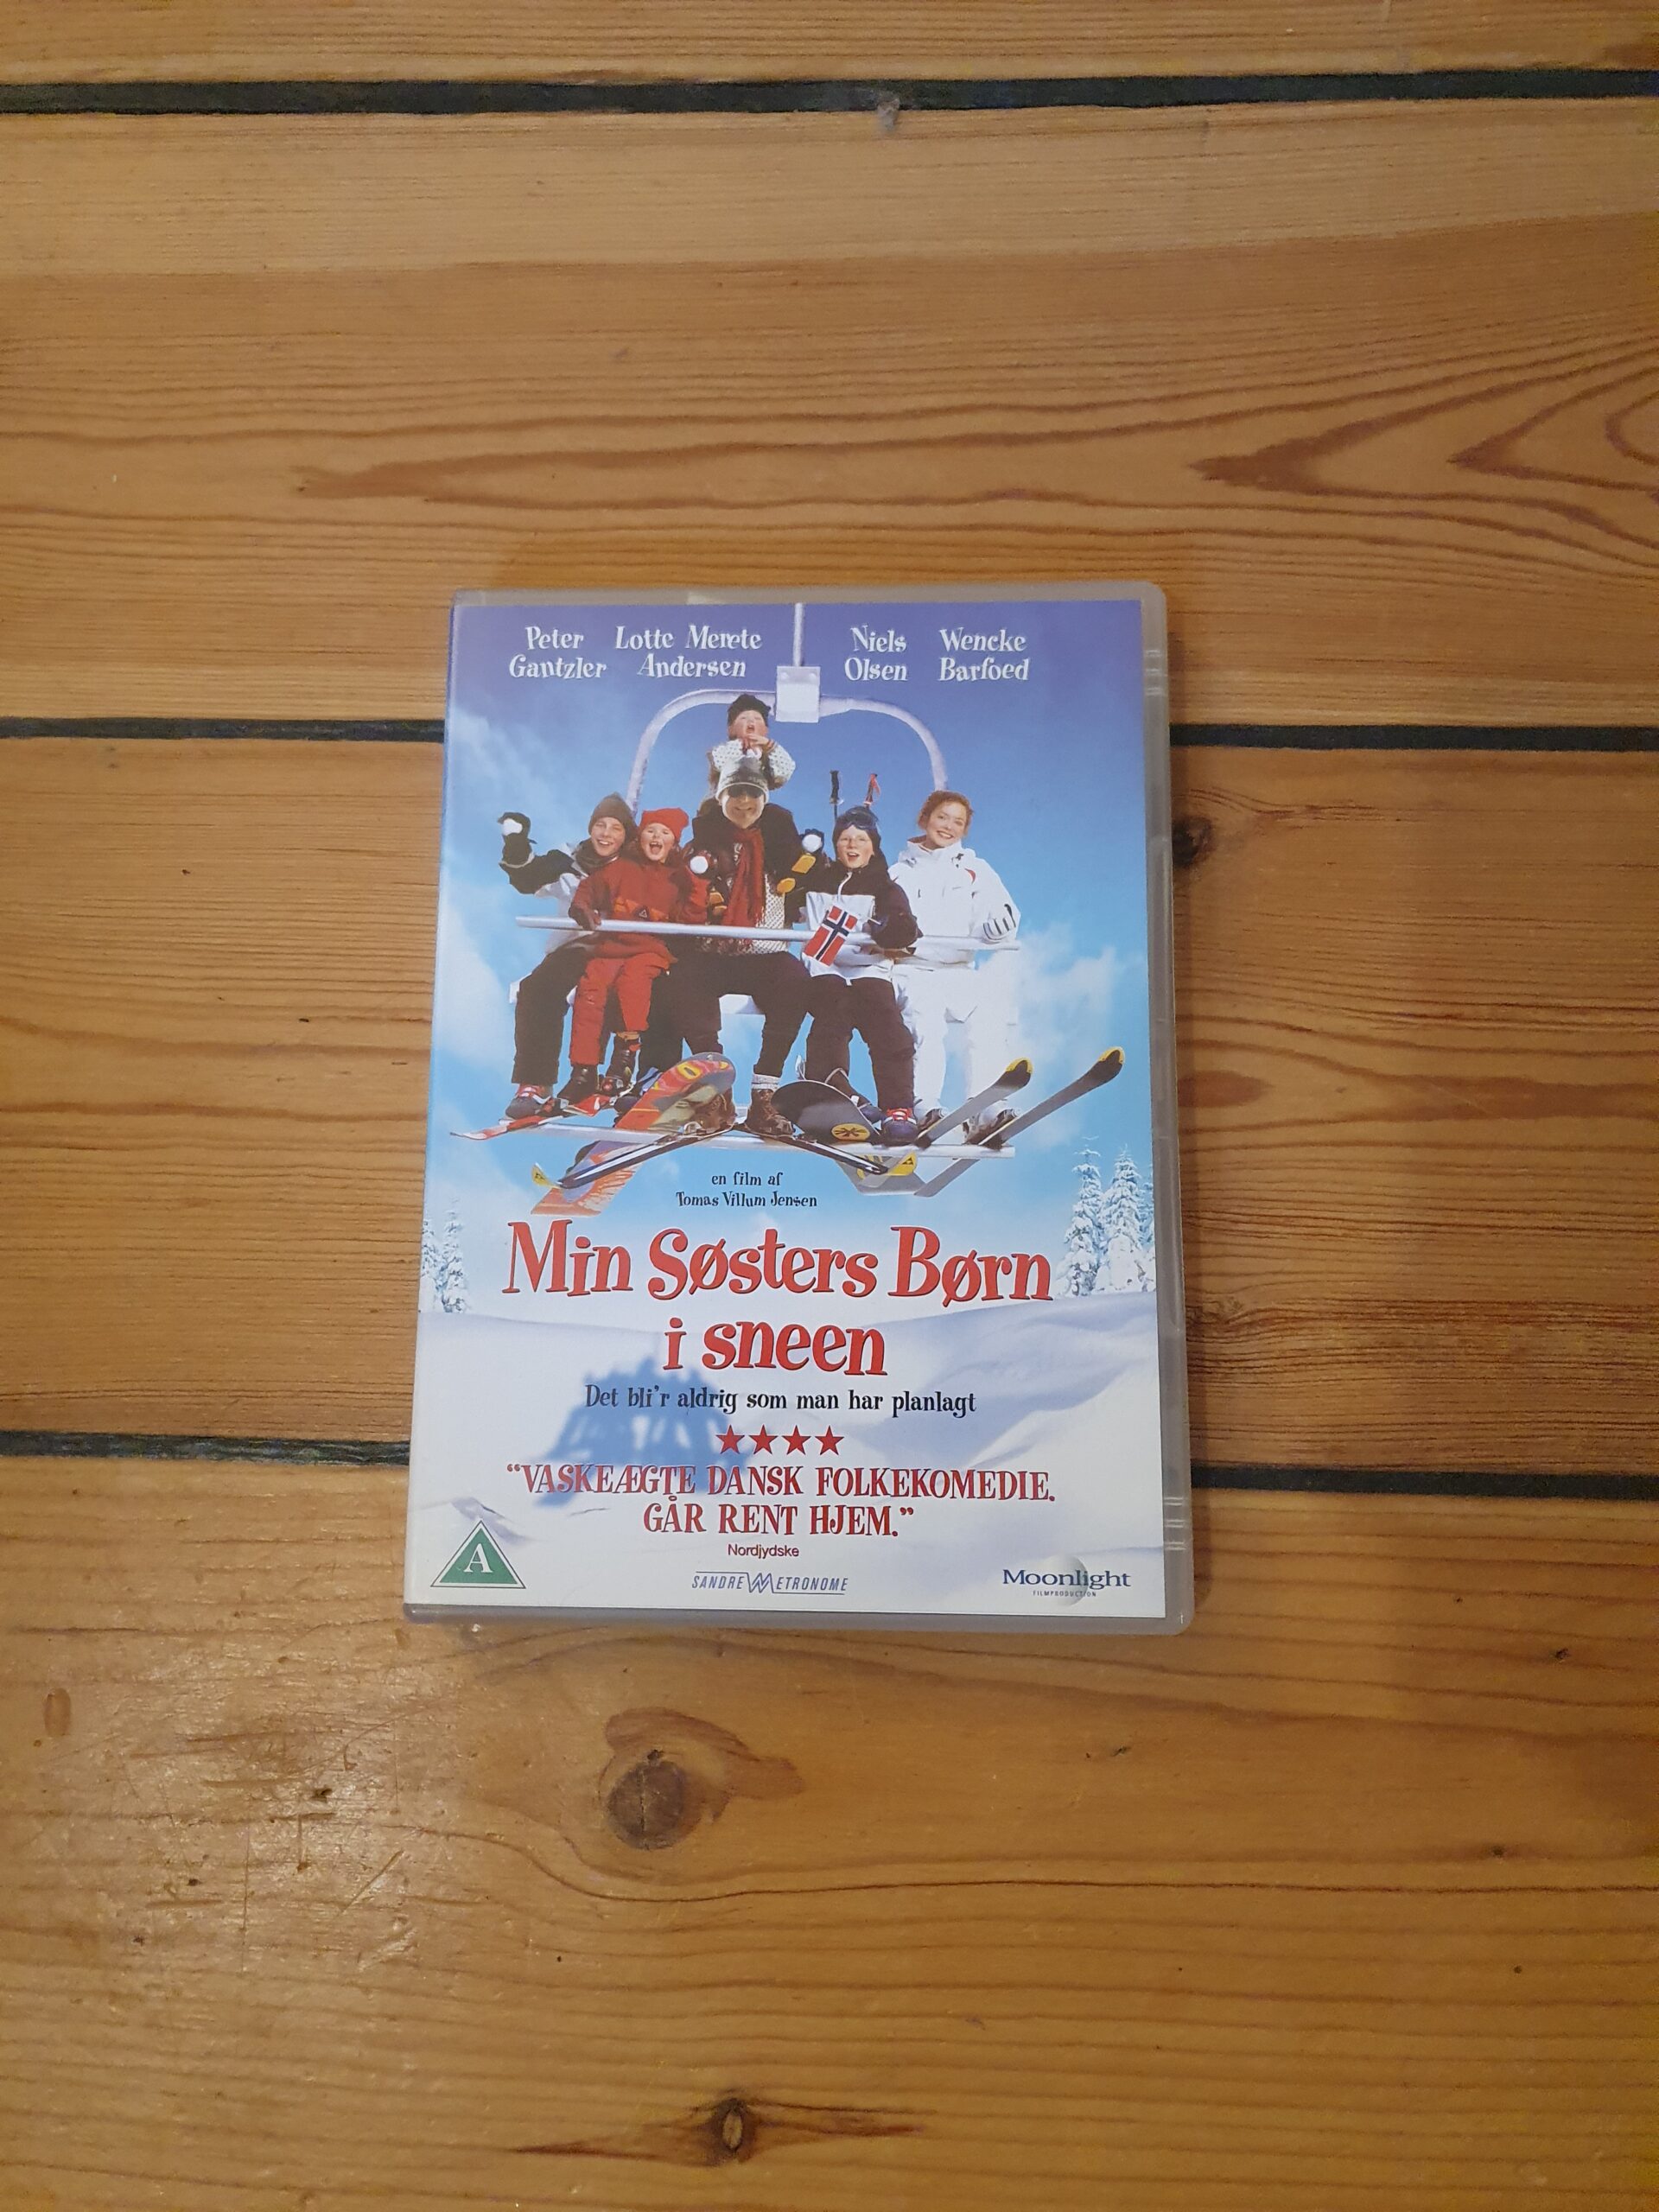 Peter Gantzler
Lotte Merete Andersen
Niels Olsen
Wencke Barfoed
en film af
Tomas Villum Jensen
Min Søsters Børn
i sneen
Det bli'r aldrig som man har planlagt
★★★★
"VASKEÆGTE DANSK FOLKEKOMEDIE.
GÅR RENT HJEM."
Nordjydske
A
SANDREW METRONOME
Moonlight
FILMPRODUCTION